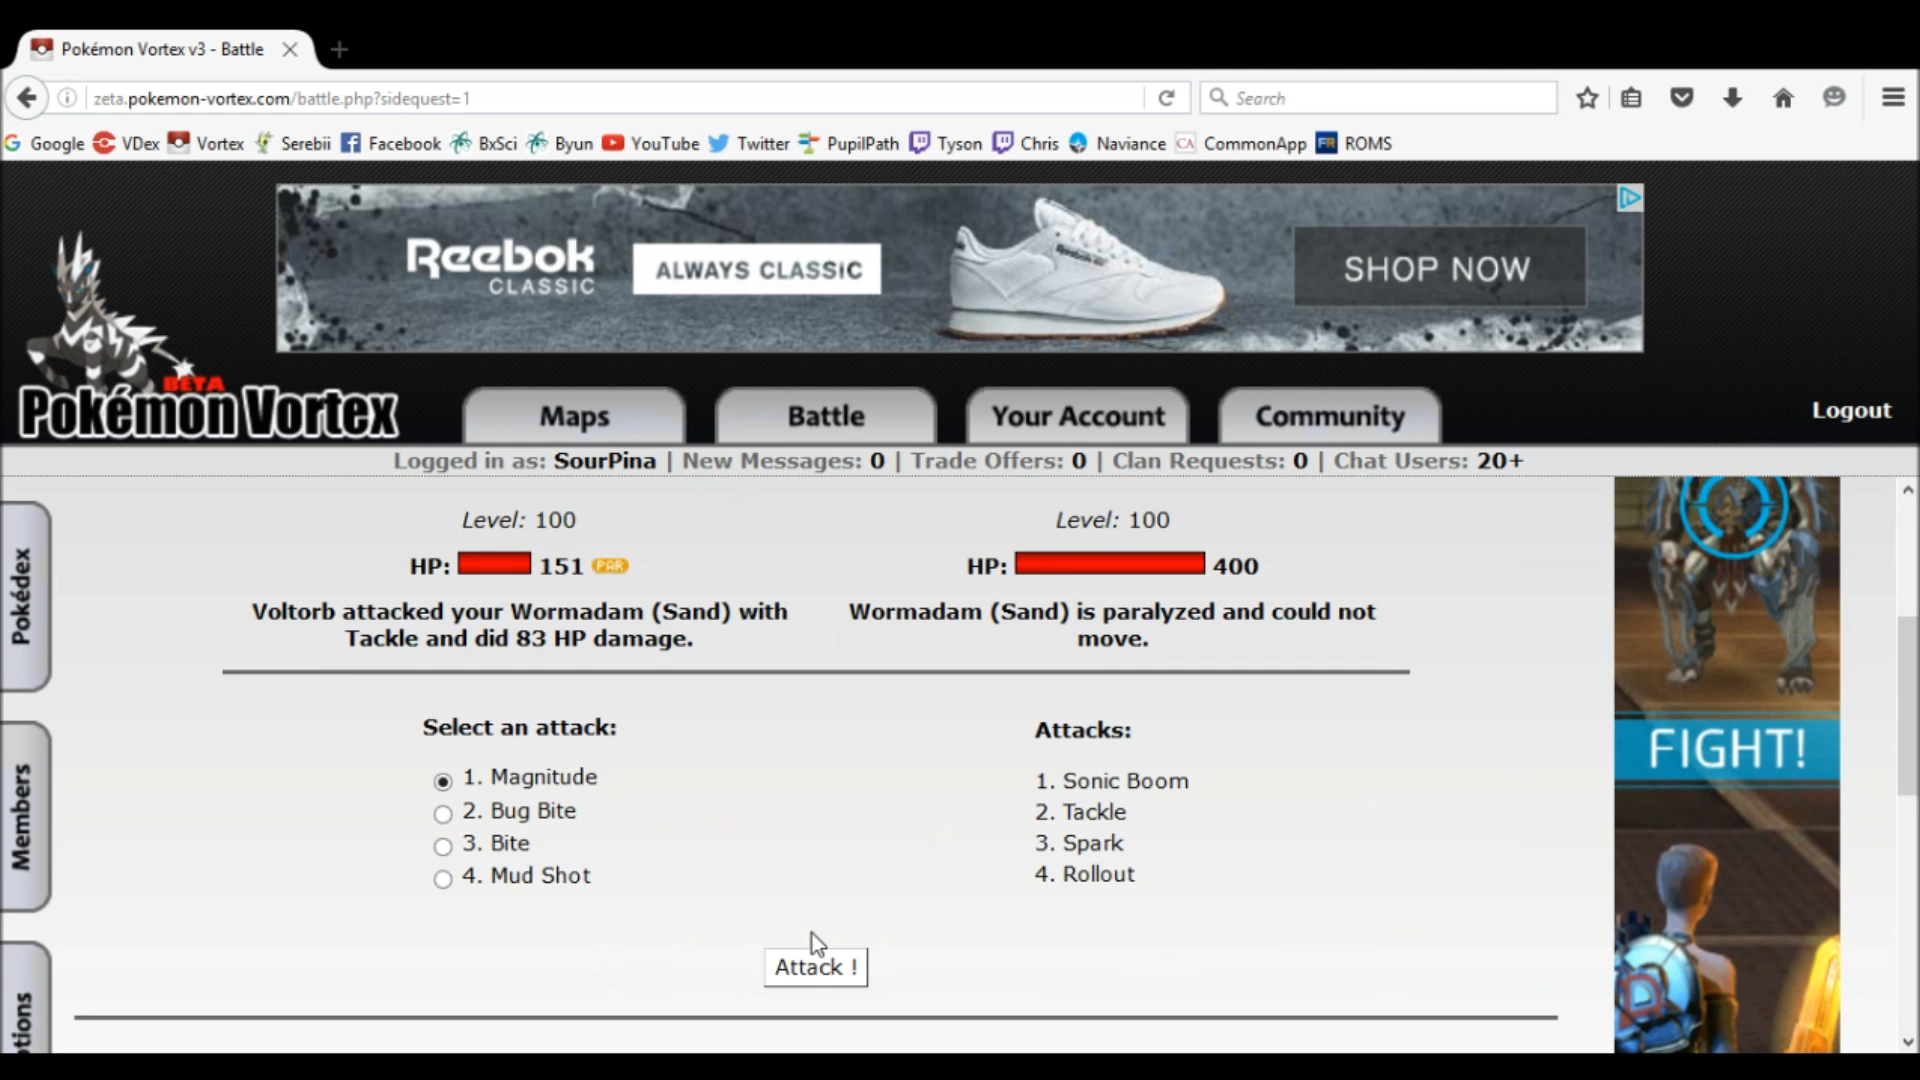 Pokémon Vortex v3 - Battle
zeta.pokemon-vortex.com/battle.php?sidequest=1
Search
Google VDex Vortex Serebii Facebook BxSci Byun YouTube Twitter PupilPath Tyson Chris Naviance CA CommonApp FR ROMS
Reebok
CLASSIC
ALWAYS CLASSIC
Reebok
SHOP NOW
BETA
Pokémon Vortex
Maps
Battle
Your Account
Community
Logout
Logged in as: SourPina | New Messages: 0 | Trade Offers: 0 | Clan Requests: 0 | Chat Users: 20+
Pokédex
Members
tions
Level: 100
HP: 151 PAR
Voltorb attacked your Wormadam (Sand) with
Tackle and did 83 HP damage.
Level: 100
HP: 400
Wormadam (Sand) is paralyzed and could not
move.
Select an attack:
1. Magnitude
2. Bug Bite
3. Bite
4. Mud Shot
Attacks:
1. Sonic Boom
2. Tackle
3. Spark
4. Rollout
Attack !
FIGHT!